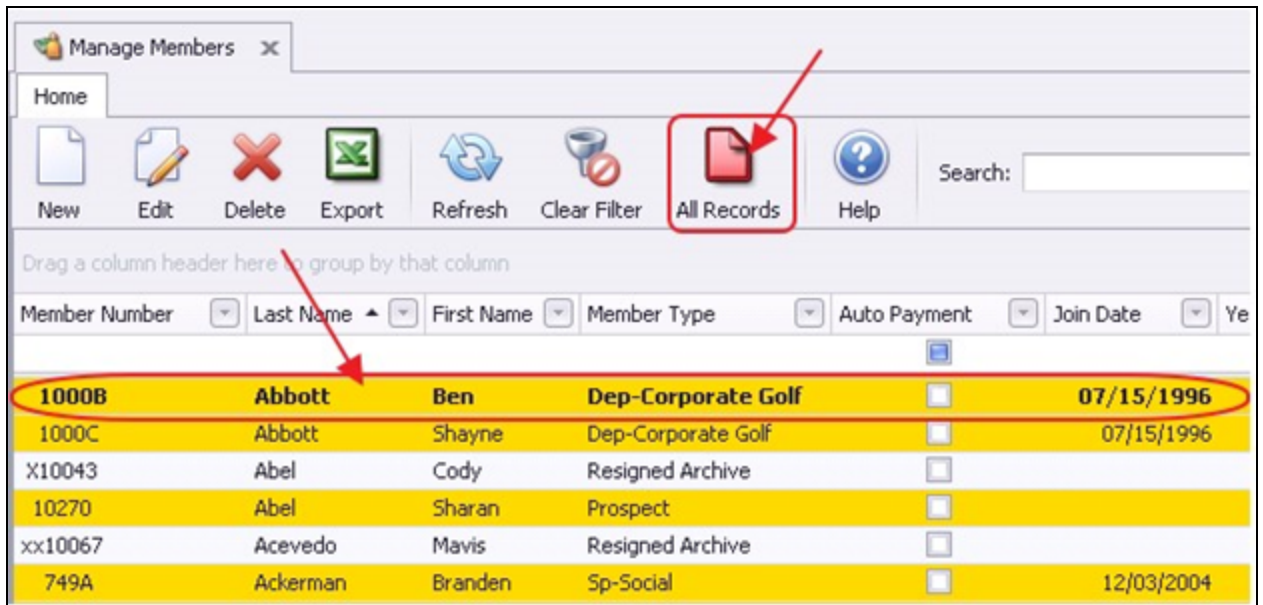 Manage Members
Home
New Edit Delete Export Refresh Clear Filter All Records Help Search:
Drag a column header here to group by that column
Member Number Last Name First Name Member Type Auto Payment Join Date Ye
1000B Abbott Ben Dep-Corporate Golf 07/15/1996
1000C Abbott Shayne Dep-Corporate Golf 07/15/1996
X10043 Abel Cody Resigned Archive
10270 Abel Sharan Prospect
xx10067 Acevedo Mavis Resigned Archive
749A Ackerman Branden Sp-Social 12/03/2004